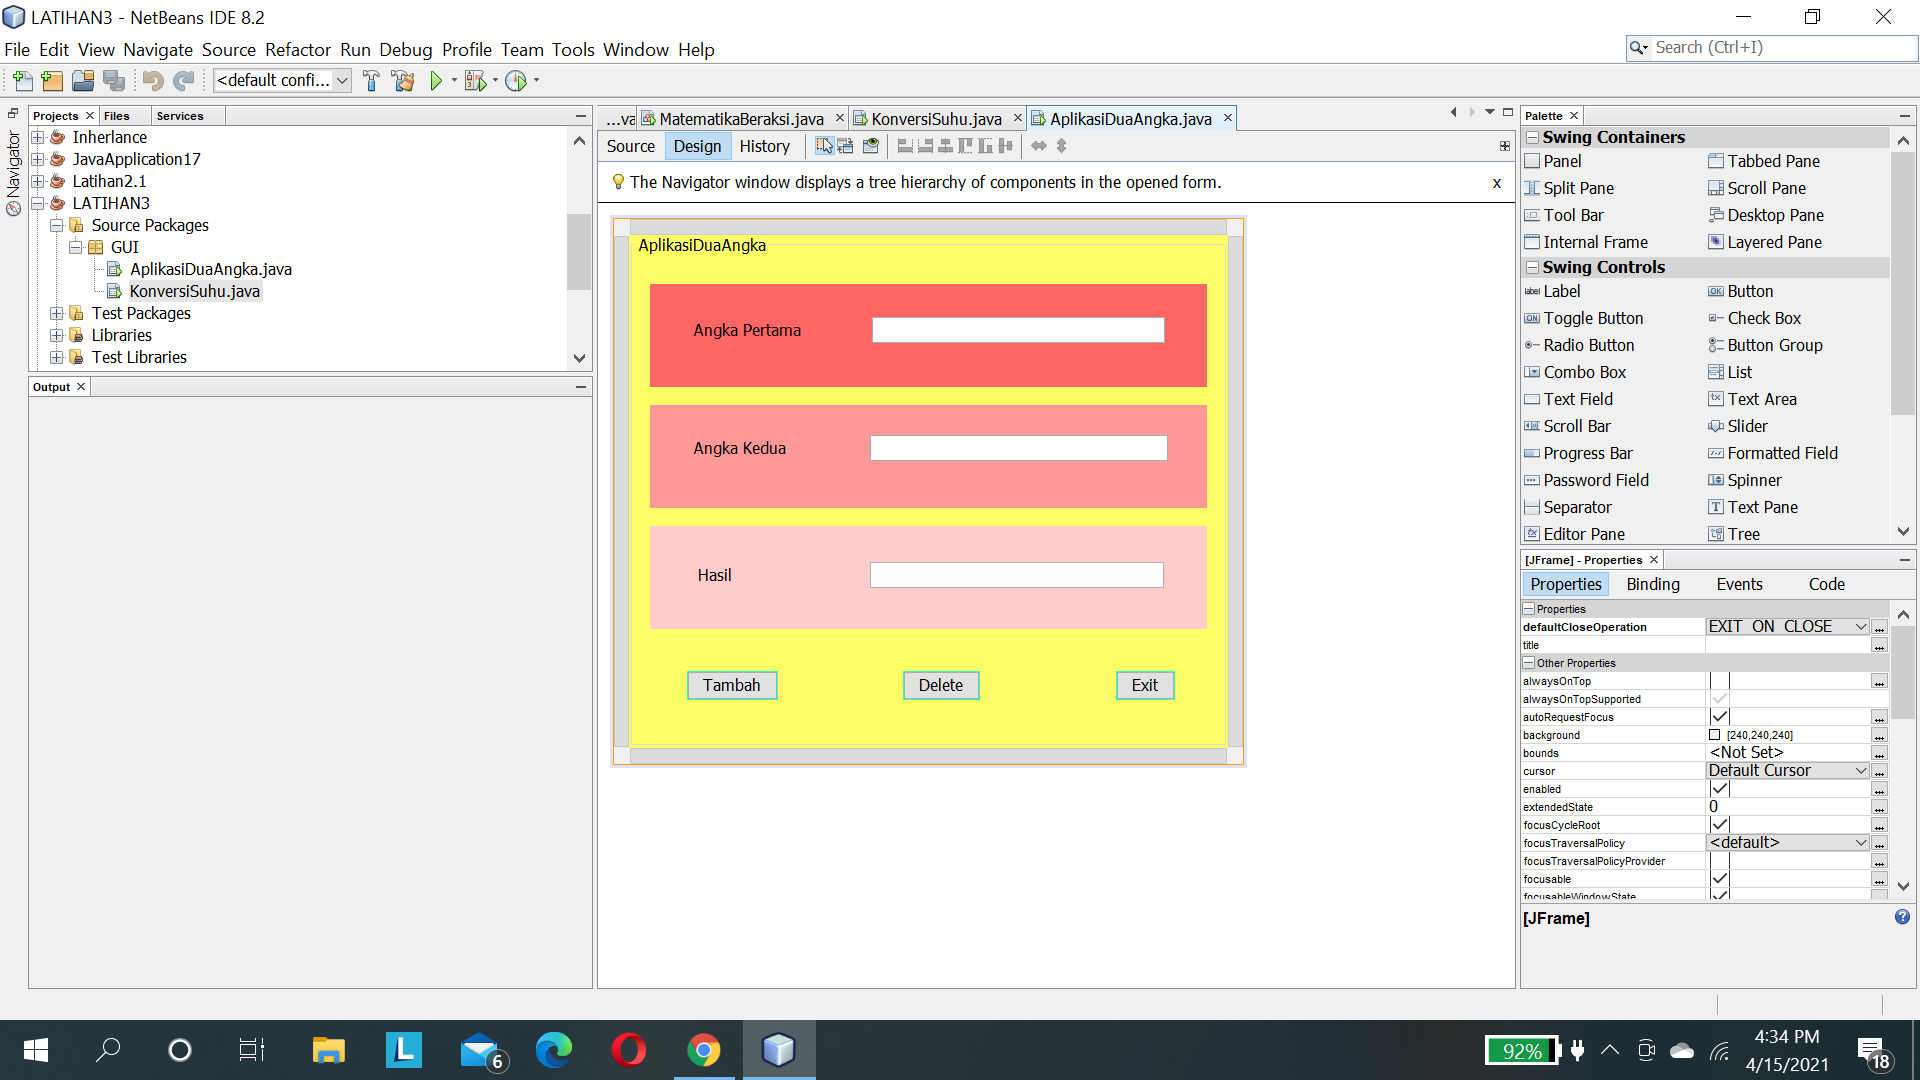 LATIHAN3 - NetBeans IDE 8.2
File Edit View Navigate Source Refactor Run Debug Profile Team Tools Window Help
Search (Ctrl+I)
<default confi...
Navigator
Projects
Files
Services
Inherlance
JavaApplication17
Latihan2.1
LATIHAN3
Source Packages
GUI
AplikasiDuaAngka.java
KonversiSuhu.java
Test Packages
Libraries
Test Libraries
Output
...va MatematikaBeraksi.java KonversiSuhu.java AplikasiDuaAngka.java
Source Design History
The Navigator window displays a tree hierarchy of components in the opened form. x
AplikasiDuaAngka
Angka Pertama
Angka Kedua
Hasil
Tambah Delete Exit
Palette
Swing Containers
Panel Tabbed Pane
Split Pane Scroll Pane
Tool Bar Desktop Pane
Internal Frame Layered Pane
Swing Controls
label Label OK Button
ON Toggle Button Check Box
Radio Button Button Group
Combo Box List
Text Field Text Area
Scroll Bar Slider
Progress Bar Formatted Field
Password Field Spinner
Separator Text Pane
Editor Pane Tree
[JFrame] - Properties
Properties Binding Events Code
Properties
defaultCloseOperation EXIT_ON_CLOSE
title
Other Properties
alwaysOnTop
alwaysOnTopSupported
autoRequestFocus
background [240,240,240]
bounds <Not Set>
cursor Default Cursor
enabled
extendedState 0
focusCycleRoot
focusTraversalPolicy <default>
focusTraversalPolicyProvider
focusable
focusableWindowState
[JFrame]
L
6
92%
4:34 PM
4/15/2021
18